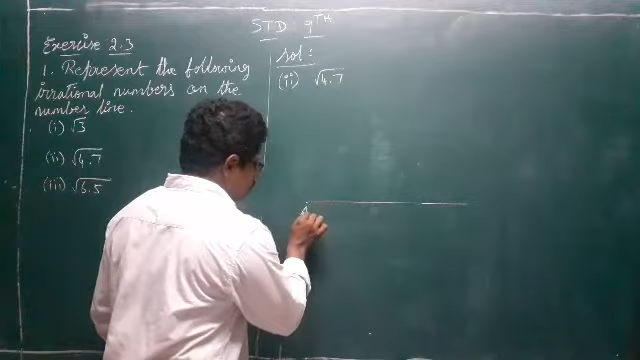 STD: 9TH
Exercise 2.3
1. Represent the following
irrational numbers on the
number line.
(i) √3
(ii) √4.7
(iii) √6.5
sol:
(ii) √4.7
A